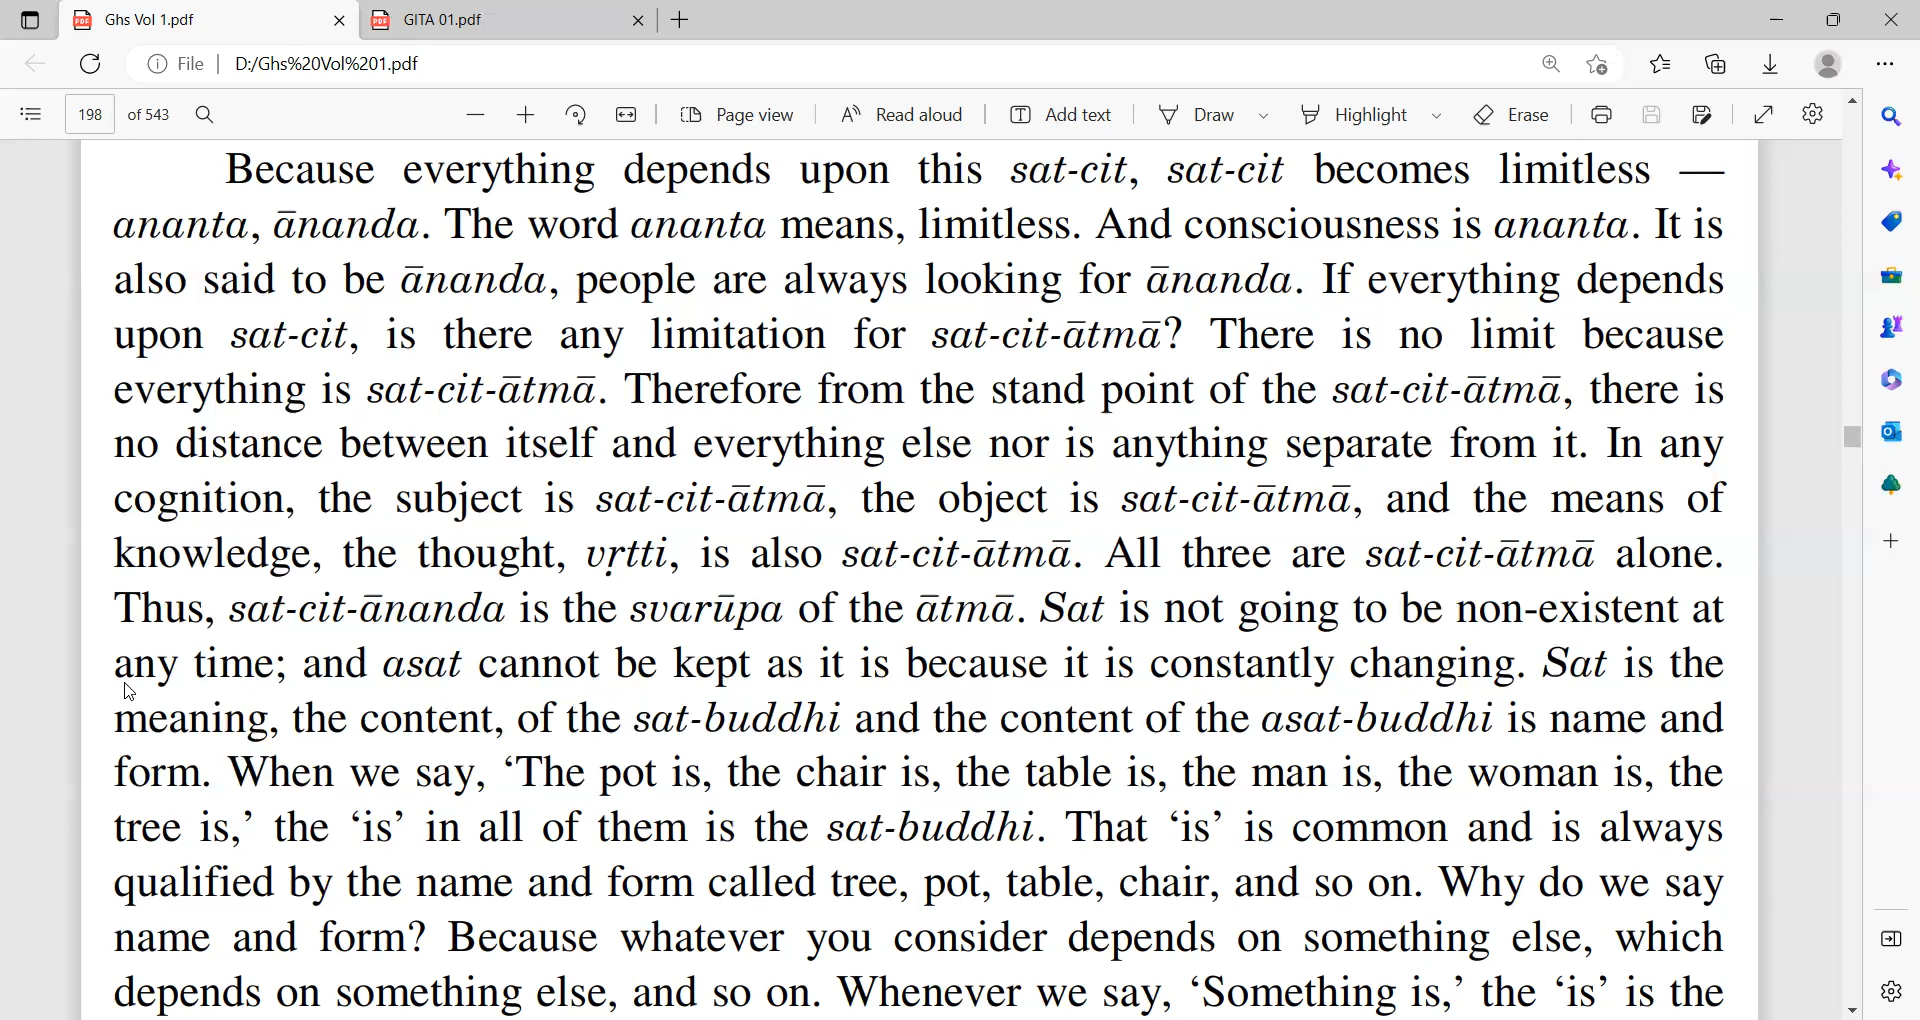 Ghs Vol 1.pdf
GITA 01.pdf
File
D:/Ghs%20Vol%201.pdf
198 of 543
Page view
Read aloud
Add text
Draw
Highlight
Erase
Because everything depends upon this sat-cit, sat-cit becomes limitless —
ananta, ānanda. The word ananta means, limitless. And consciousness is ananta. It is
also said to be ānanda, people are always looking for ānanda. If everything depends
upon sat-cit, is there any limitation for sat-cit-ātmā? There is no limit because
everything is sat-cit-ātmā. Therefore from the stand point of the sat-cit-ātmā, there is
no distance between itself and everything else nor is anything separate from it. In any
cognition, the subject is sat-cit-ātmā, the object is sat-cit-ātmā, and the means of
knowledge, the thought, vṛtti, is also sat-cit-ātmā. All three are sat-cit-ātmā alone.
Thus, sat-cit-ānanda is the svarūpa of the ātmā. Sat is not going to be non-existent at
any time; and asat cannot be kept as it is because it is constantly changing. Sat is the
meaning, the content, of the sat-buddhi and the content of the asat-buddhi is name and
form. When we say, ‘The pot is, the chair is, the table is, the man is, the woman is, the
tree is,’ the ‘is’ in all of them is the sat-buddhi. That ‘is’ is common and is always
qualified by the name and form called tree, pot, table, chair, and so on. Why do we say
name and form? Because whatever you consider depends on something else, which
depends on something else, and so on. Whenever we say, ‘Something is,’ the ‘is’ is the